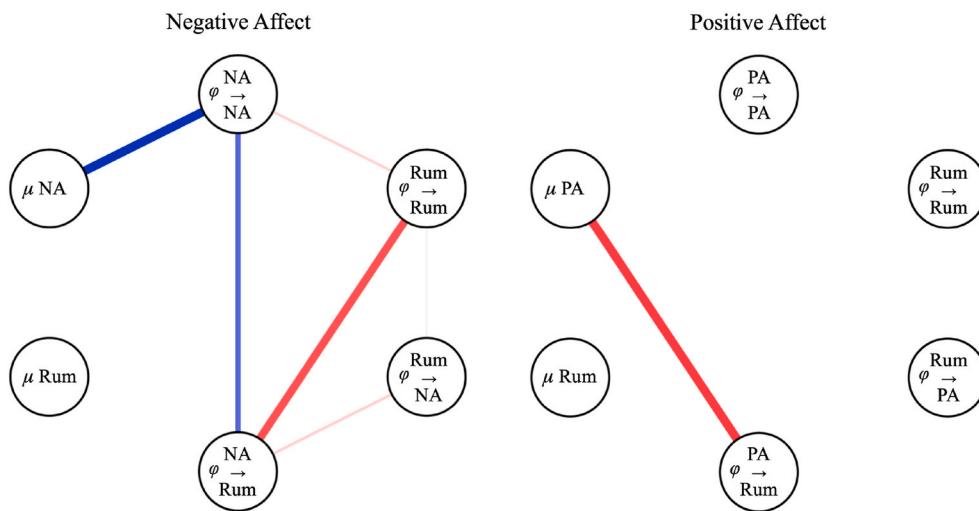 Negative Affect
NA
φ →
NA
μ NA
Rum
φ →
Rum
μ Rum
Rum
φ →
NA
NA
φ →
Rum
Positive Affect
PA
φ →
PA
μ PA
Rum
φ →
Rum
μ Rum
Rum
φ →
PA
PA
φ →
Rum